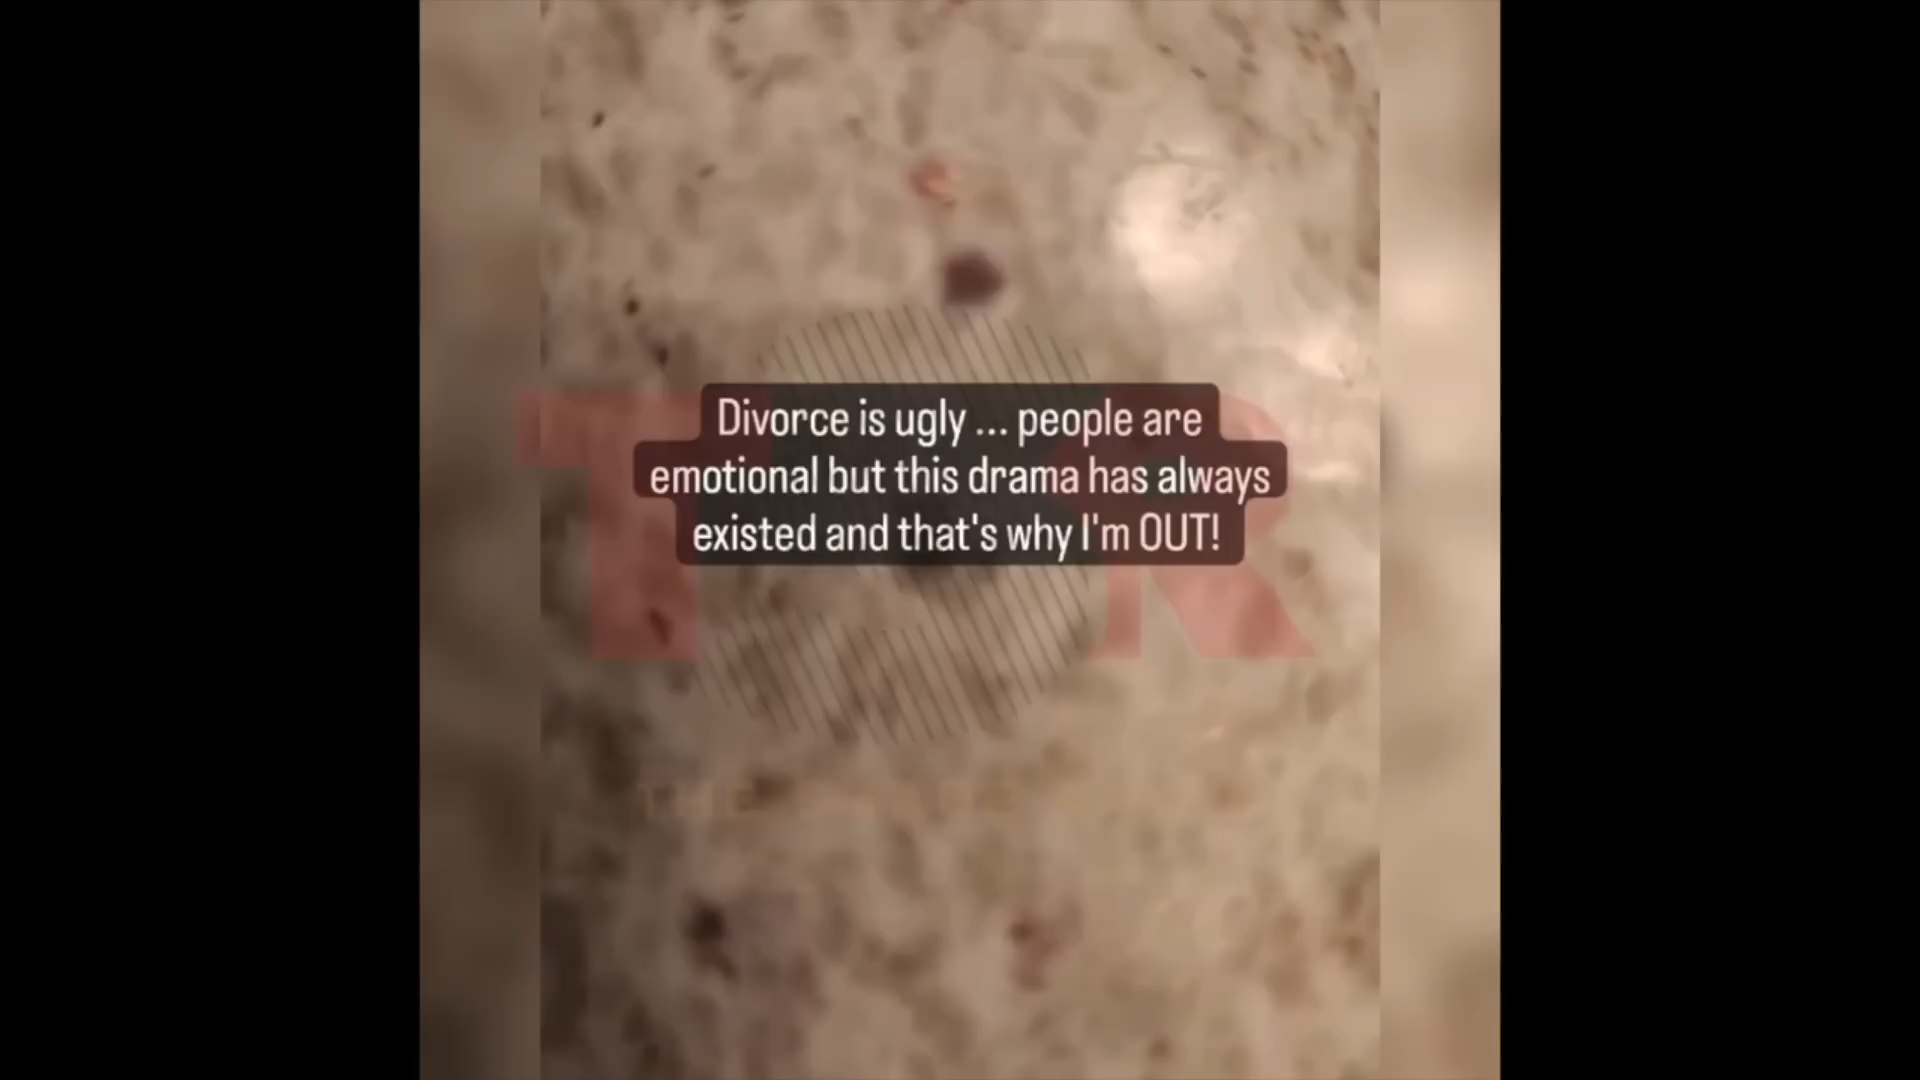 Divorce is ugly ... people are
emotional but this drama has always
existed and that's why I'm OUT!
T R